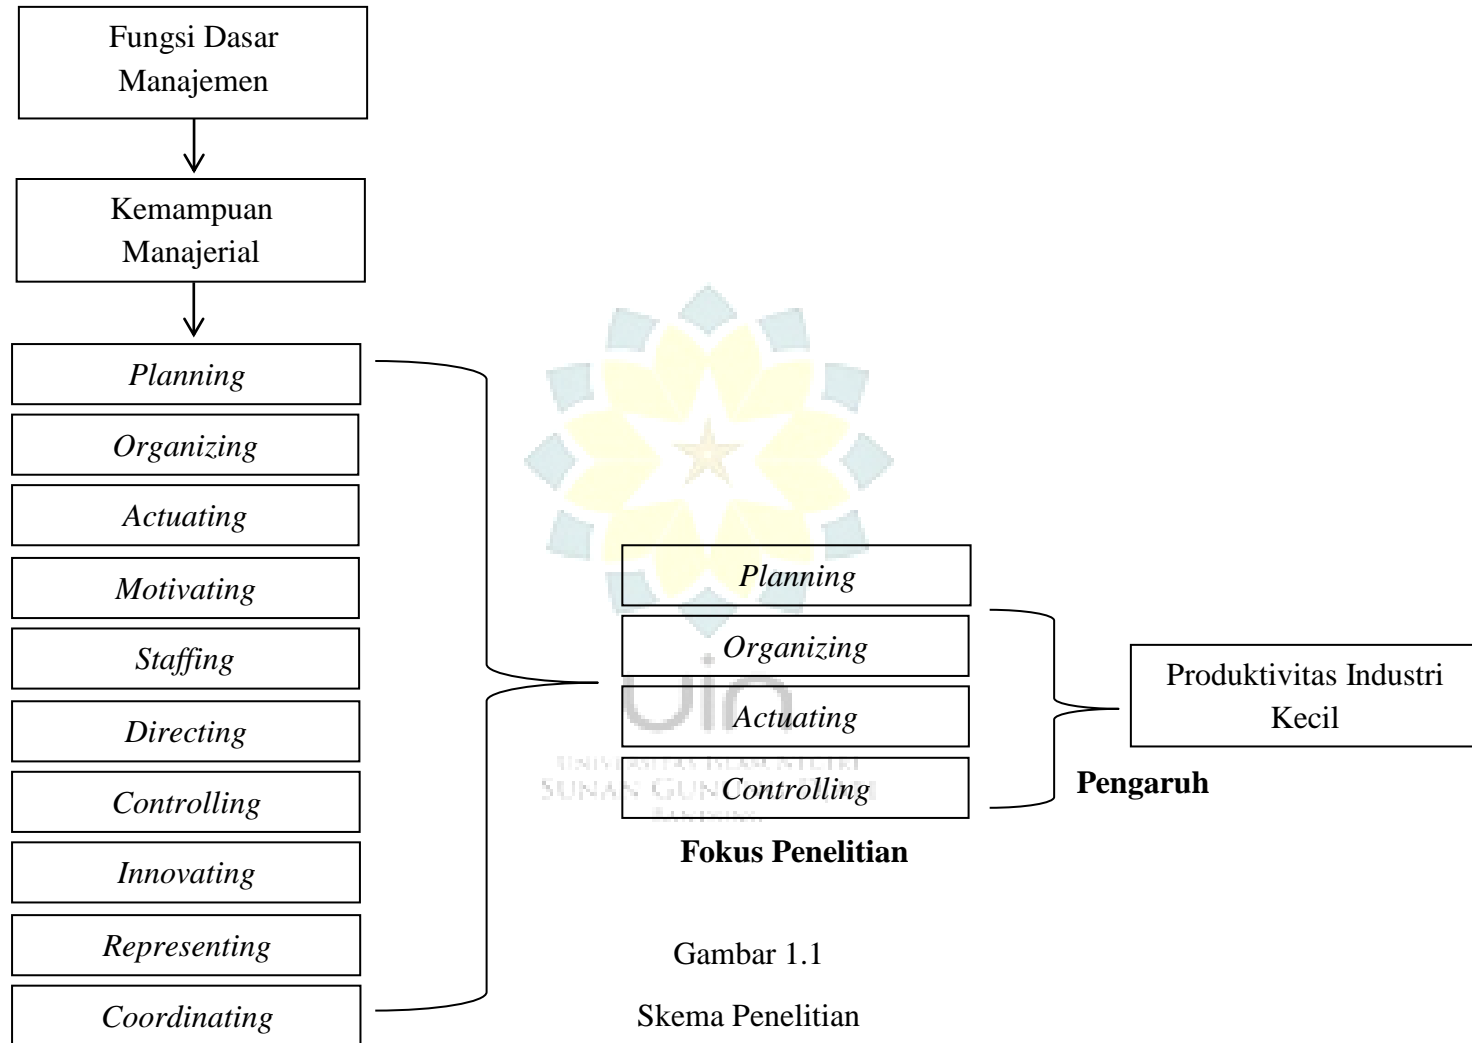 Fungsi Dasar
Manajemen
Kemampuan
Manajerial
Planning
Organizing
Actuating
Motivating
Staffing
Directing
Controlling
Innovating
Representing
Coordinating
Planning
Organizing
Actuating
Controlling
Fokus Penelitian
Produktivitas Industri
Kecil
Pengaruh
uin
Gambar 1.1
Skema Penelitian